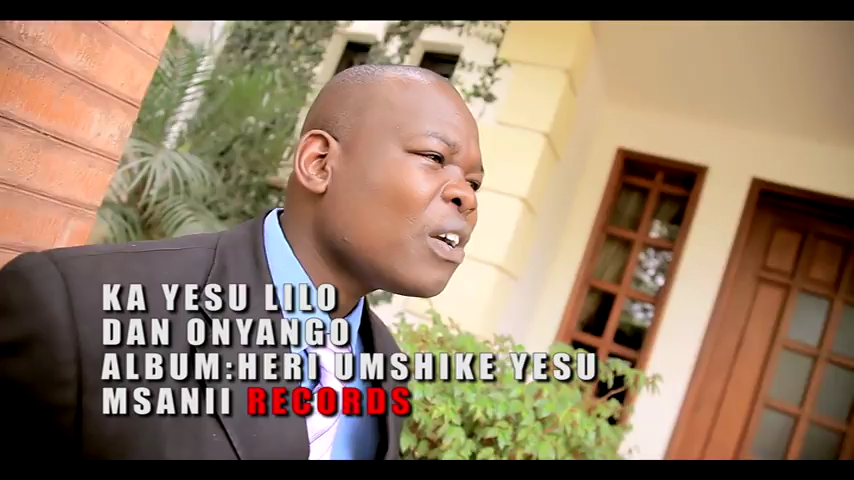 KA YESU LILO
DAN ONYANGO
ALBUM:HERI UMSHIKE YESU
MSANII RECORDS